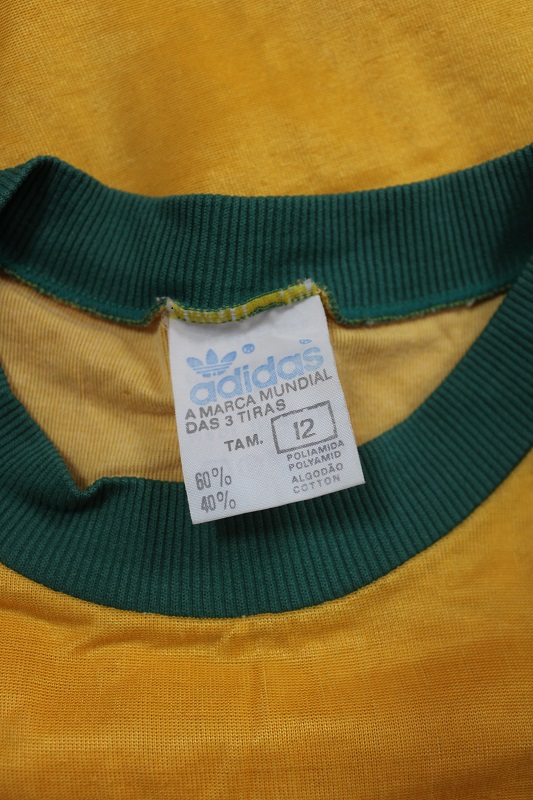 adidas
A MARCA MUNDIAL
DAS 3 TIRAS
TAM. 12
60% POLIAMIDA
POLYAMID
40% ALGODÃO
COTTON